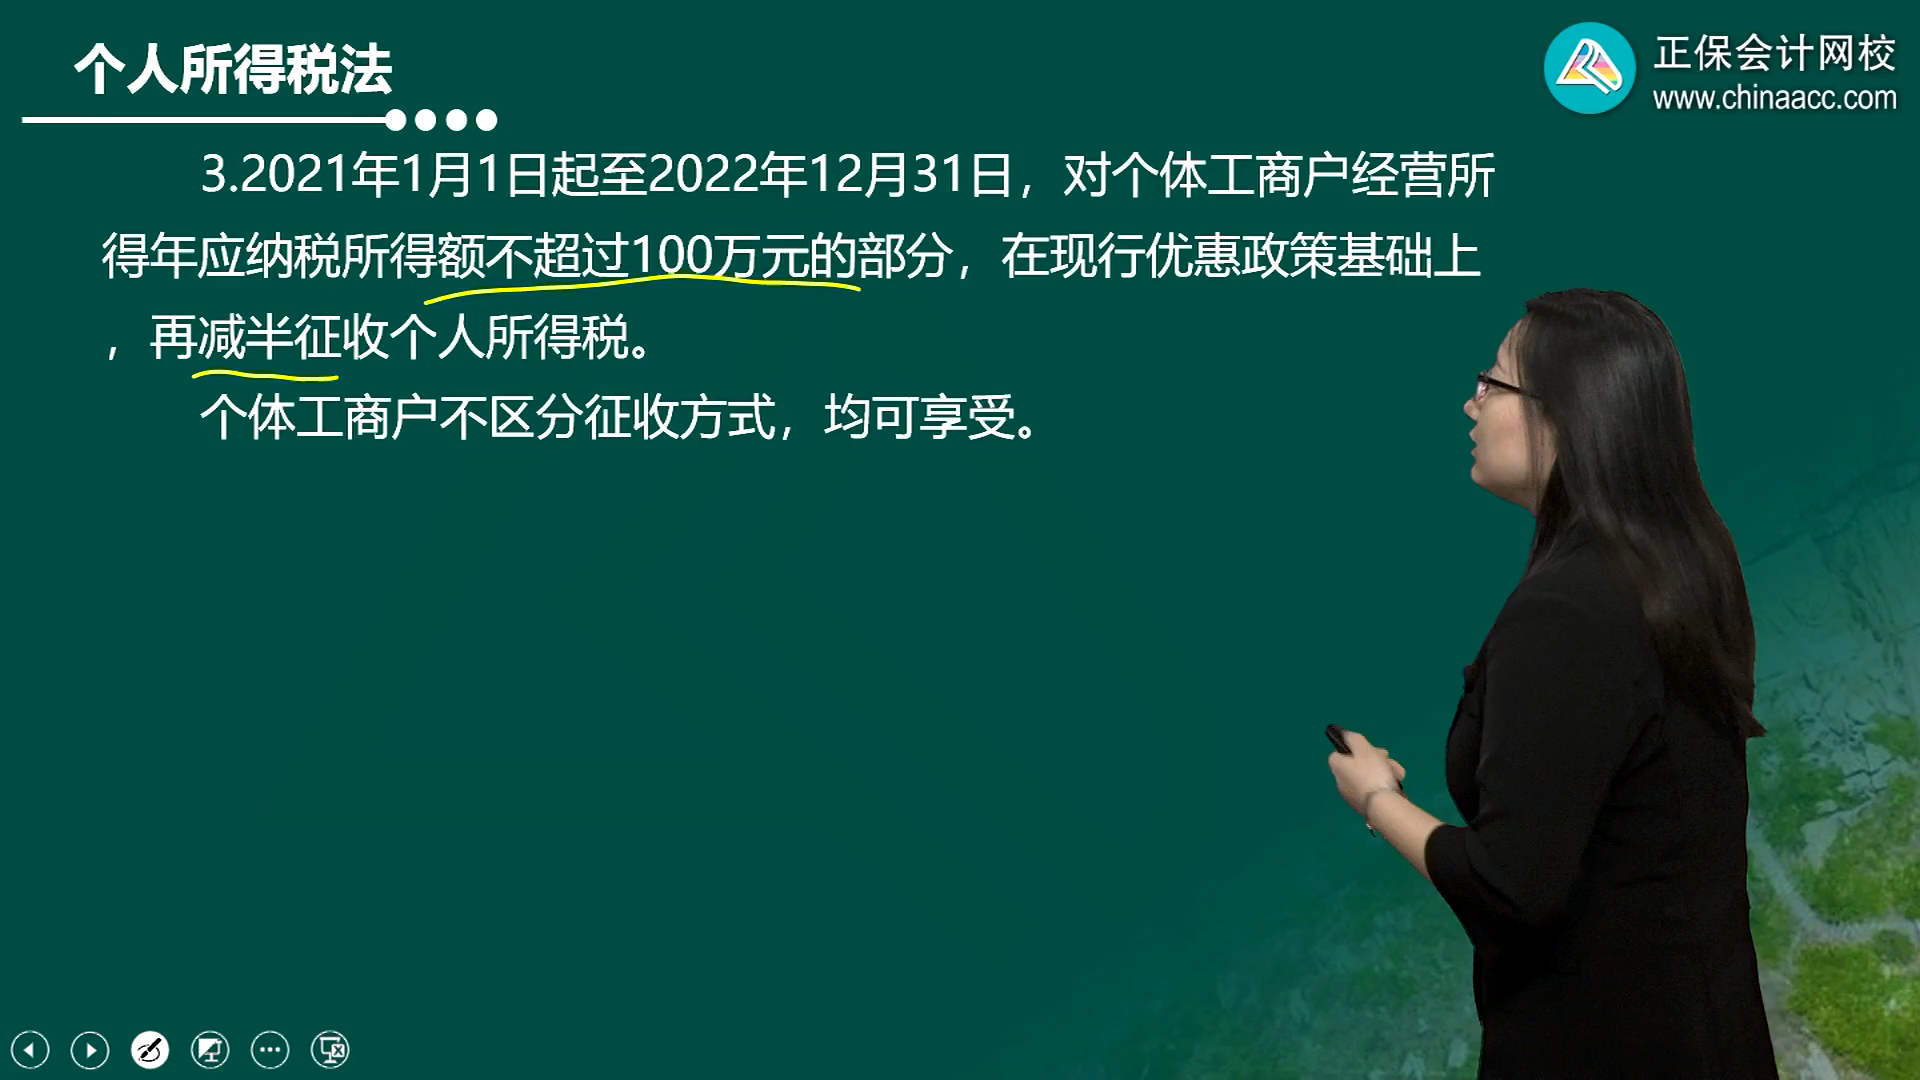 个人所得税法
正保会计网校
www.chinaacc.com
3.2021年1月1日起至2022年12月31日，对个体工商户经营所
得年应纳税所得额不超过100万元的部分，在现行优惠政策基础上
，再减半征收个人所得税。
个体工商户不区分征收方式，均可享受。